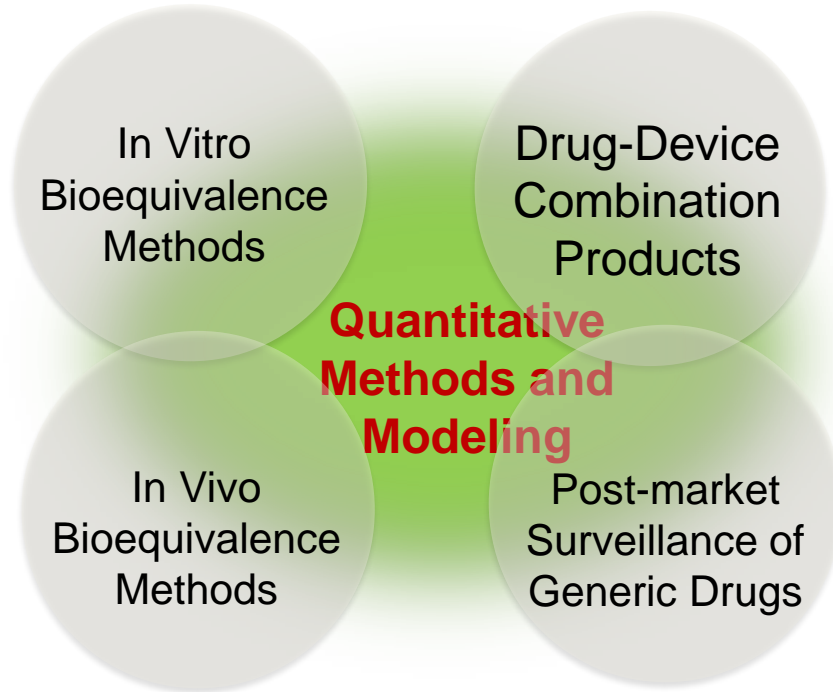 In Vitro
Bioequivalence
Methods
Drug-Device
Combination
Products
Quantitative
Methods and
Modeling
In Vivo
Bioequivalence
Methods
Post-market
Surveillance of
Generic Drugs